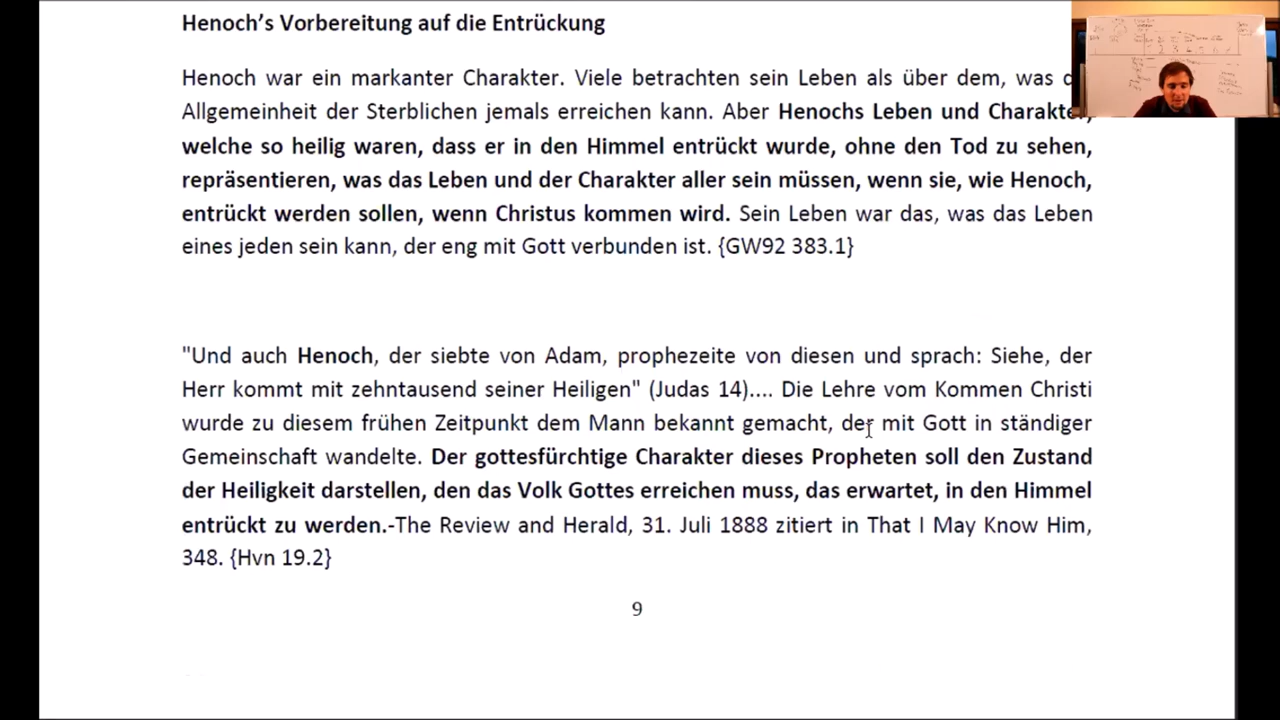 Henoch’s Vorbereitung auf die Entrückung
Henoch war ein markanter Charakter. Viele betrachten sein Leben als über dem, was
Allgemeinheit der Sterblichen jemals erreichen kann. Aber Henochs Leben und Charakter,
welche so heilig waren, dass er in den Himmel entrückt wurde, ohne den Tod zu sehen,
repräsentieren, was das Leben und der Charakter aller sein müssen, wenn sie, wie Henoch,
entrückt werden sollen, wenn Christus kommen wird. Sein Leben war das, was das Leben
eines jeden sein kann, der eng mit Gott verbunden ist. {GW92 383.1}
"Und auch Henoch, der siebte von Adam, prophezeite von diesen und sprach: Siehe, der
Herr kommt mit zehntausend seiner Heiligen" (Judas 14).... Die Lehre vom Kommen Christi
wurde zu diesem frühen Zeitpunkt dem Mann bekannt gemacht, der mit Gott in ständiger
Gemeinschaft wandelte. Der gottesfürchtige Charakter dieses Propheten soll den Zustand
der Heiligkeit darstellen, den das Volk Gottes erreichen muss, das erwartet, in den Himmel
entrückt zu werden.-The Review and Herald, 31. Juli 1888 zitiert in That I May Know Him,
348. {Hvn 19.2}
9